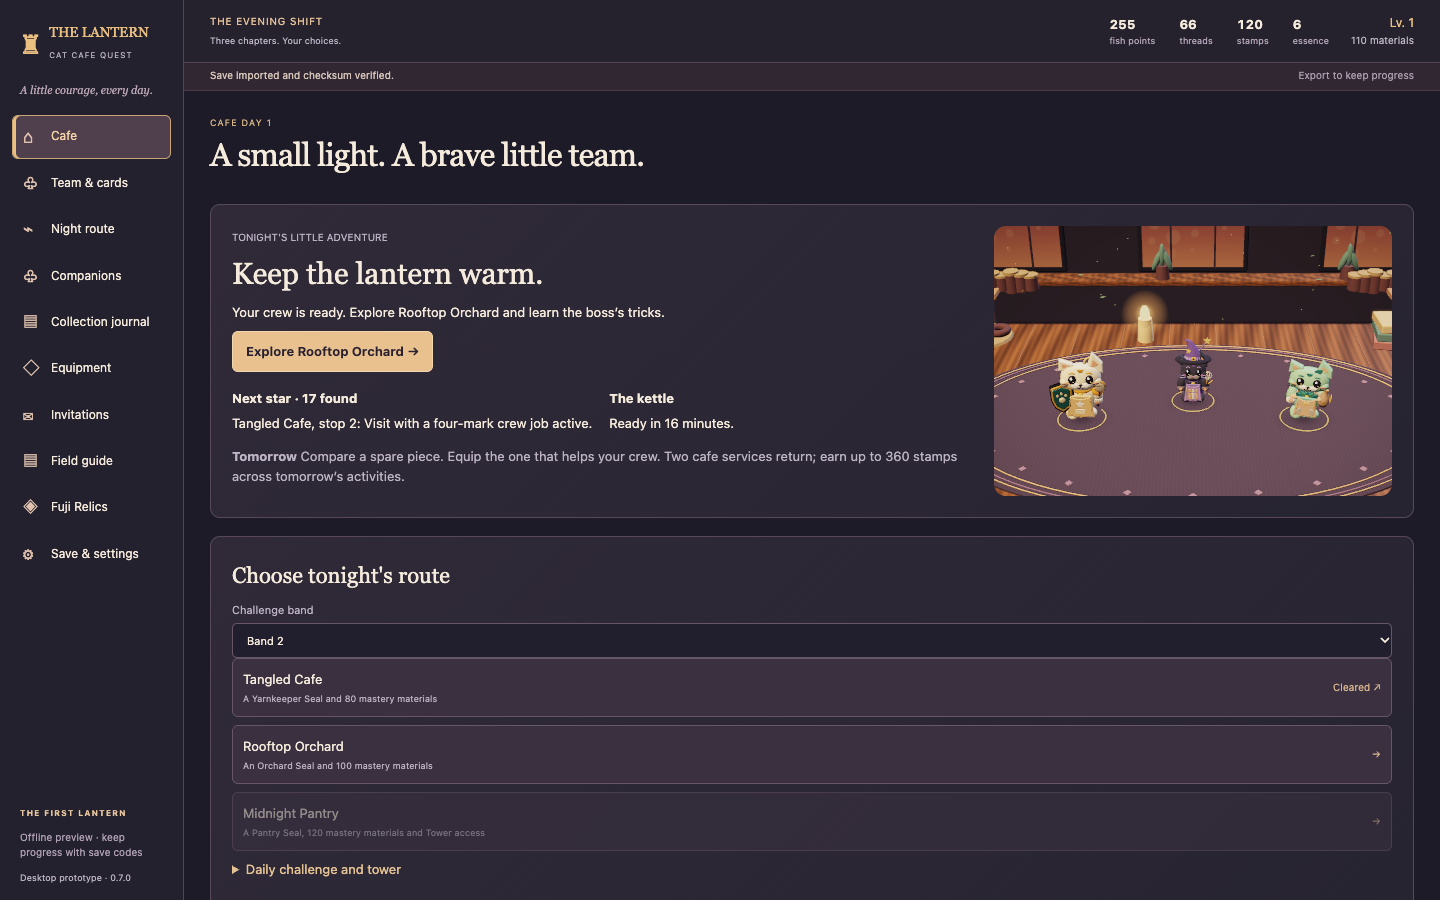 THE LANTERN
CAT CAFE QUEST
A little courage, every day.
Cafe
Team & cards
Night route
Companions
Collection journal
Equipment
Invitations
Field guide
Fuji Relics
Save & settings
THE FIRST LANTERN
Offline preview · keep
progress with save codes
Desktop prototype · 0.7.0
THE EVENING SHIFT
Three chapters. Your choices.
255 fish points
66 threads
120 stamps
6 essence
Lv. 1
110 materials
Save imported and checksum verified.
Export to keep progress
CAFE DAY 1
A small light. A brave little team.
TONIGHT'S LITTLE ADVENTURE
Keep the lantern warm.
Your crew is ready. Explore Rooftop Orchard and learn the boss's tricks.
Explore Rooftop Orchard →
Next star · 17 found
Tangled Cafe, stop 2: Visit with a four-mark crew job active.
The kettle
Ready in 16 minutes.
Tomorrow Compare a spare piece. Equip the one that helps your crew. Two cafe services return; earn up to 360 stamps
across tomorrow's activities.
Choose tonight's route
Challenge band
Band 2
Tangled Cafe
A Yarnkeeper Seal and 80 mastery materials
Cleared ↗
Rooftop Orchard
An Orchard Seal and 100 mastery materials
→
Midnight Pantry
A Pantry Seal, 120 mastery materials and Tower access
→
Daily challenge and tower